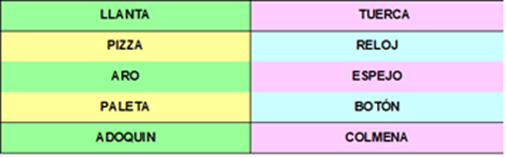 LLANTA TUERCA
PIZZA RELOJ
ARO ESPEJO
PALETA BOTÓN
ADOQUIN COLMENA